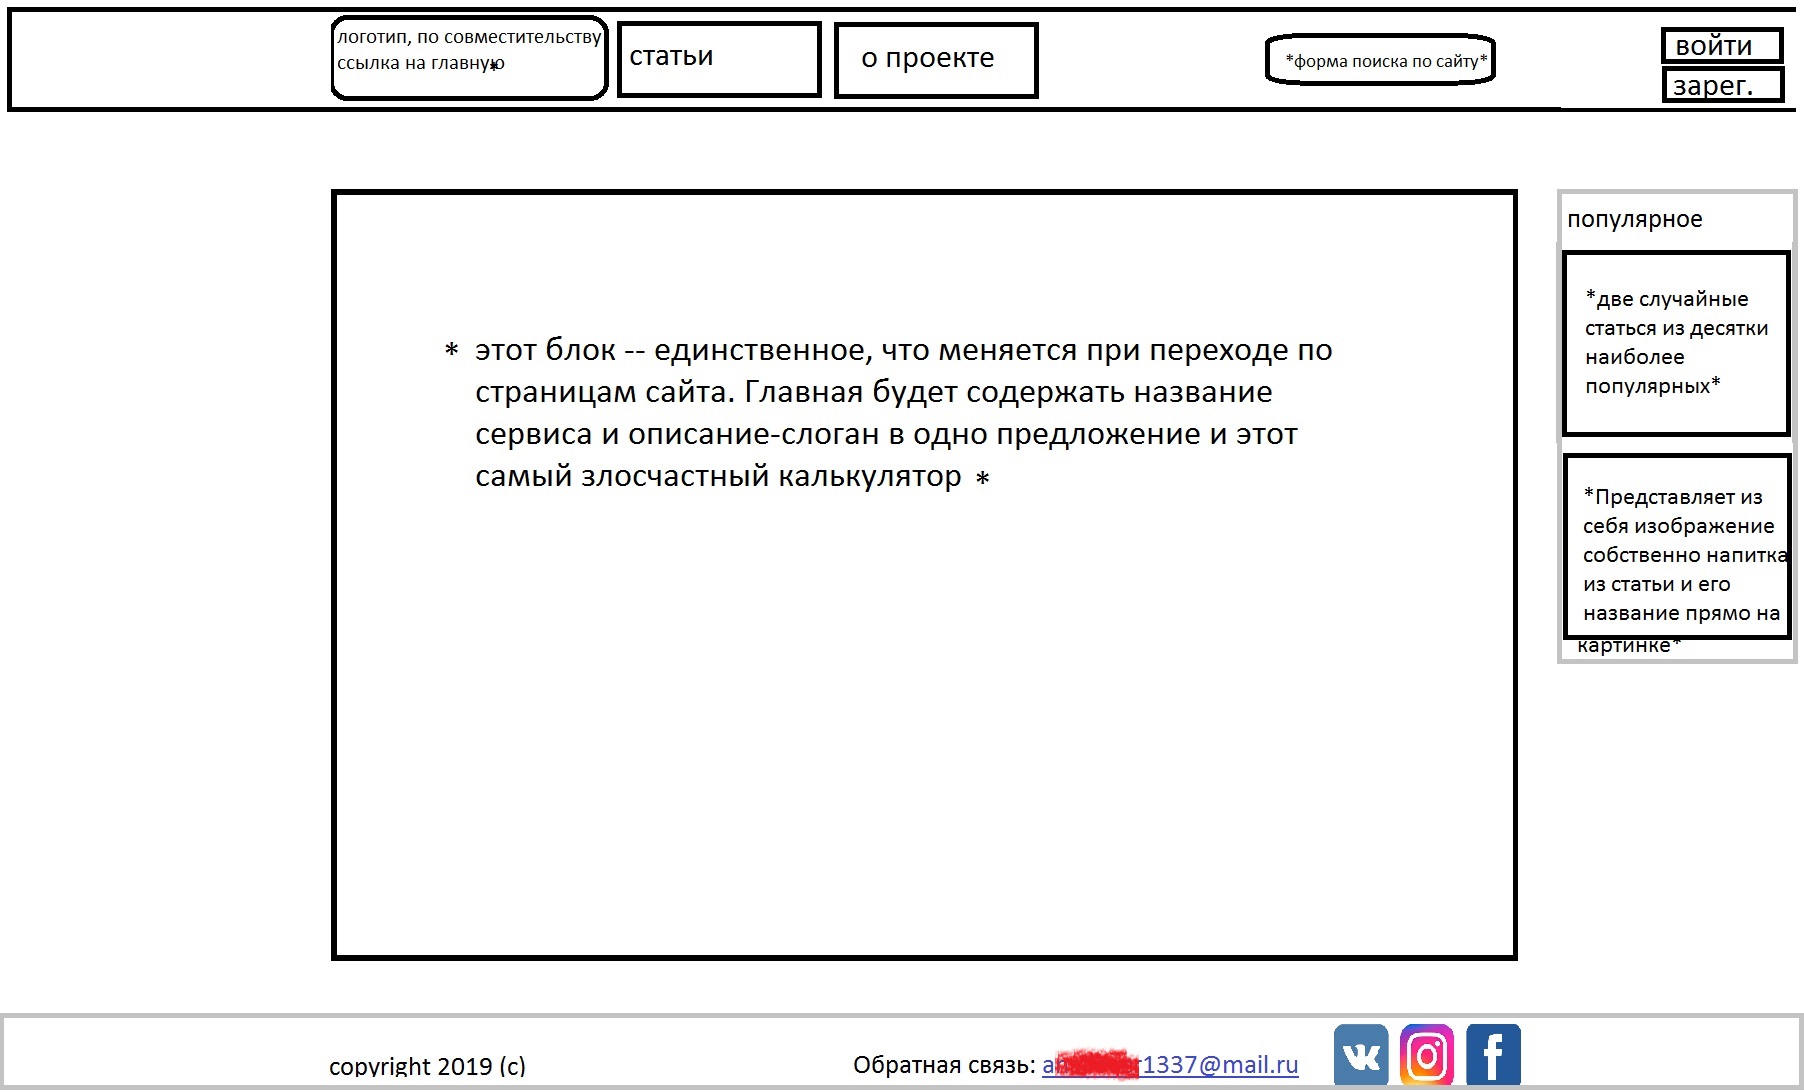 логотип, по совместительству
ссылка на главную*
статьи
о проекте
*форма поиска по сайту*
войти
зарег.
* этот блок -- единственное, что меняется при переходе по
страницам сайта. Главная будет содержать название
сервиса и описание-слоган в одно предложение и этот
самый злосчастный калькулятор *
популярное
*две случайные
статься из десятки
наиболее
популярных*
*Представляет из
себя изображение
собственно напитка
из статьи и его
название прямо на
картинке*
copyright 2019 (c)
Обратная связь: 1337@mail.ru